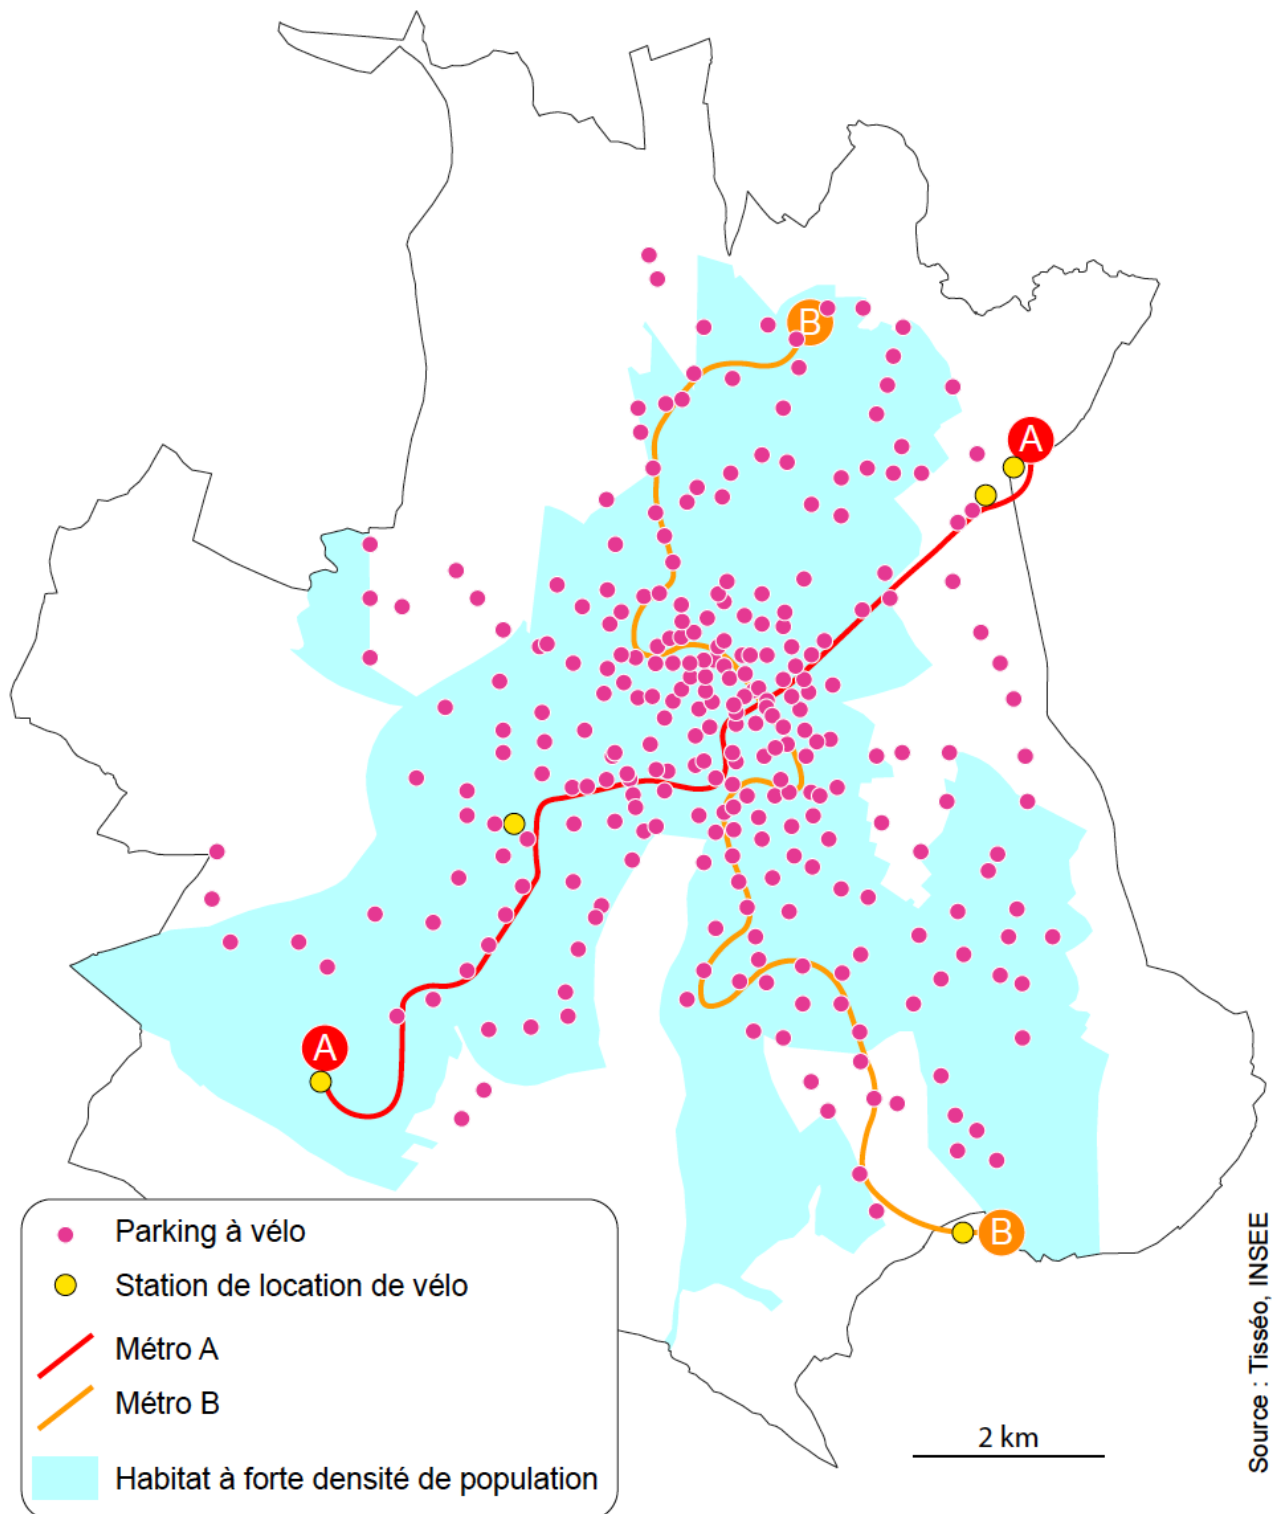 B
A
A
B
Parking à vélo
Station de location de vélo
Métro A
Métro B
Habitat à forte densité de population
2 km
Source : Tisséo, INSEE